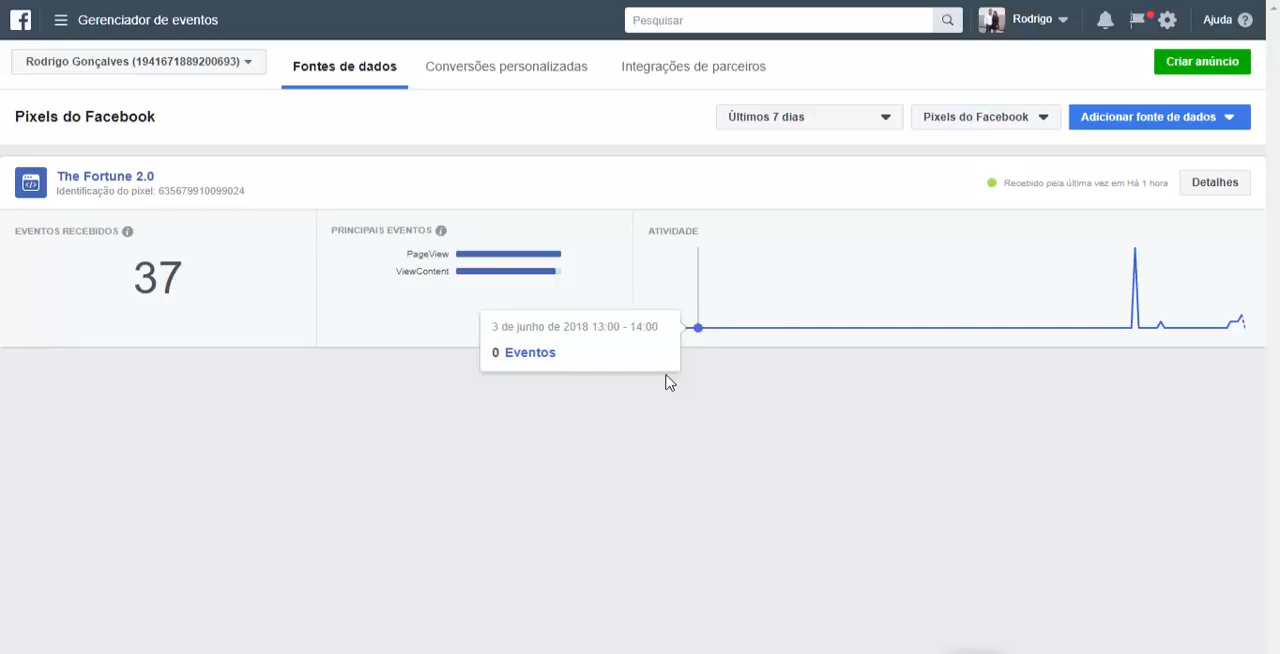 Gerenciador de eventos
Pesquisar
Rodrigo
Ajuda
Rodrigo Gonçalves (1941671889200693)
Fontes de dados
Conversões personalizadas
Integrações de parceiros
Criar anúncio
Pixels do Facebook
Últimos 7 dias
Pixels do Facebook
Adicionar fonte de dados
The Fortune 2.0
Identificação do pixel: 635679910099024
Recebido pela última vez em Há 1 hora
Detalhes
EVENTOS RECEBIDOS
37
PRINCIPAIS EVENTOS
PageView
ViewContent
ATIVIDADE
3 de junho de 2018 13:00 - 14:00
0 Eventos